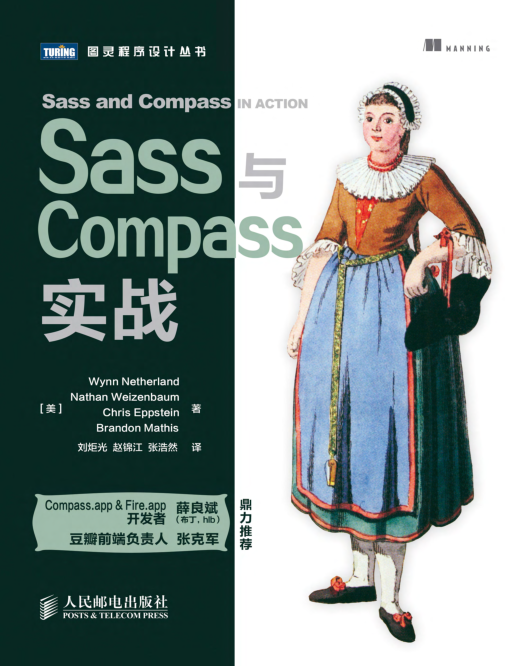 TURING 图灵程序设计丛书
MANNING
Sass and Compass IN ACTION
Sass 与
Compass
实战
Wynn Netherland
Nathan Weizenbaum
[美] Chris Eppstein 著
Brandon Mathis
刘炬光 赵锦江 张浩然 译
Compass.app & Fire.app 薛良斌
开发者 (布丁, hlb)
豆瓣前端负责人 张克军
鼎力推荐
人民邮电出版社
POSTS & TELECOM PRESS